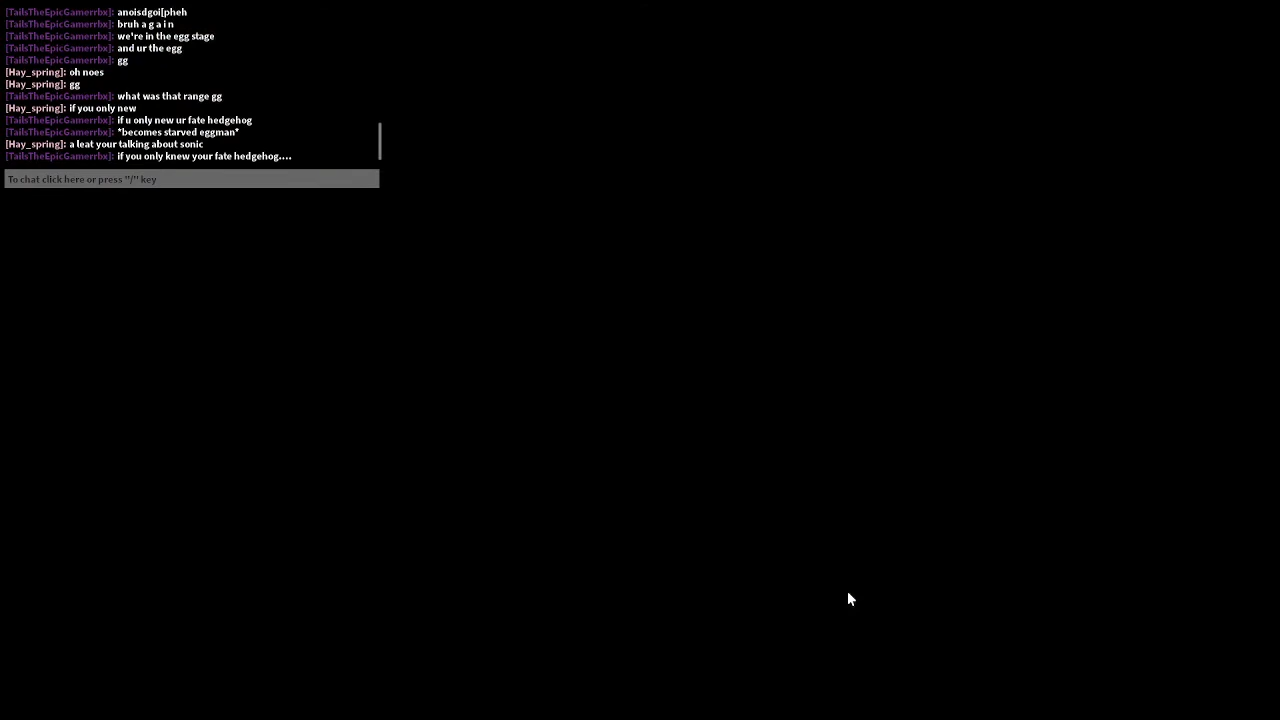 [TailsTheEpicGamerrbx]: anoisdgoi[pheh
[TailsTheEpicGamerrbx]: bruh a g a i n
[TailsTheEpicGamerrbx]: we're in the egg stage
[TailsTheEpicGamerrbx]: and ur the egg
[TailsTheEpicGamerrbx]: gg
[Hay_spring]: oh noes
[Hay_spring]: gg
[TailsTheEpicGamerrbx]: what was that range gg
[Hay_spring]: if you only new
[TailsTheEpicGamerrbx]: if u only new ur fate hedgehog
[TailsTheEpicGamerrbx]: *becomes starved eggman*
[Hay_spring]: a leat your talking about sonic
[TailsTheEpicGamerrbx]: if you only knew your fate hedgehog....
To chat click here or press "/" key